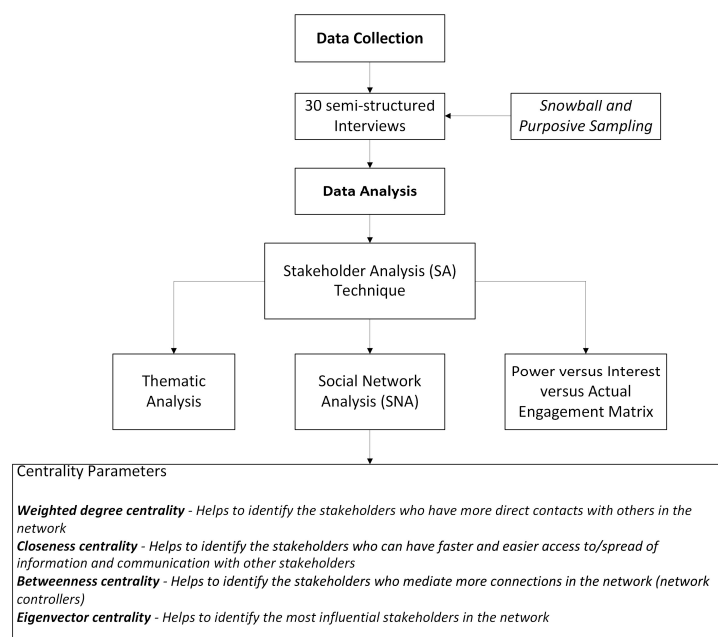 Data Collection
30 semi-structured
Interviews
Snowball and
Purposive Sampling
Data Analysis
Stakeholder Analysis (SA)
Technique
Thematic
Analysis
Social Network
Analysis (SNA)
Power versus Interest
versus Actual
Engagement Matrix
Centrality Parameters
Weighted degree centrality - Helps to identify the stakeholders who have more direct contacts with others in the
network
Closeness centrality - Helps to identify the stakeholders who can have faster and easier access to/spread of
information and communication with other stakeholders
Betweenness centrality - Helps to identify the stakeholders who mediate more connections in the network (network
controllers)
Eigenvector centrality - Helps to identify the most influential stakeholders in the network